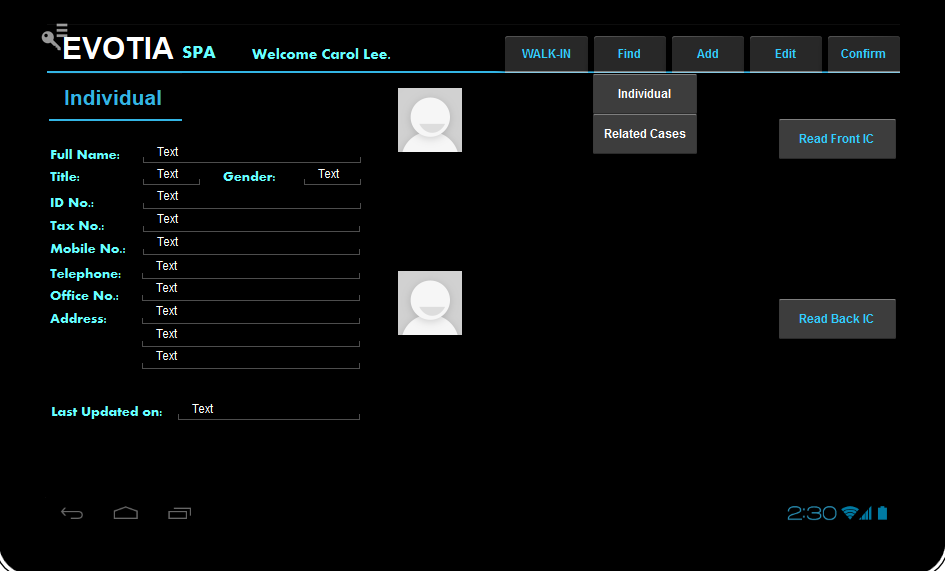 EVOTIA SPA Welcome Carol Lee. WALK-IN Find Add Edit Confirm
Individual
Individual
Related Cases
Read Front IC
Full Name: Text
Title: Text Gender: Text
ID No.: Text
Tax No.: Text
Mobile No.: Text
Telephone: Text
Office No.: Text
Address: Text
Text
Text
Read Back IC
Last Updated on: Text
2:30